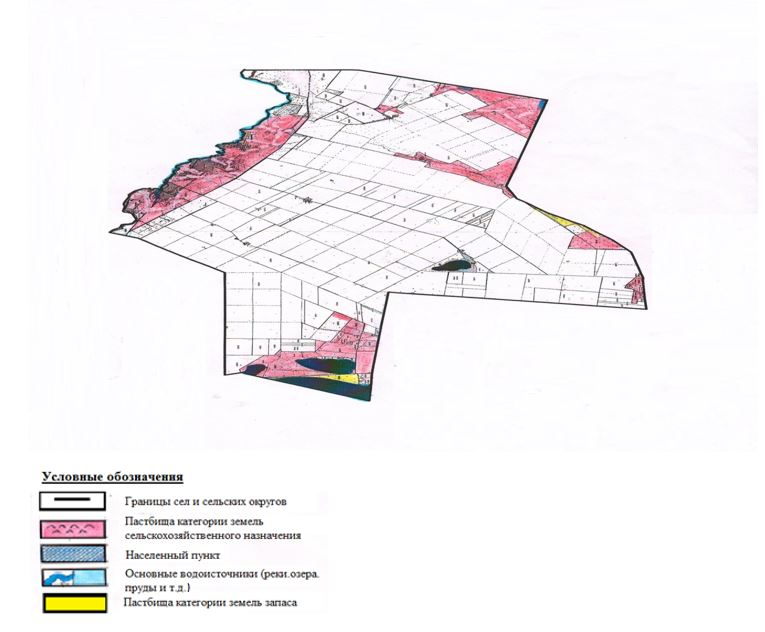 Условные обозначения
Границы сел и сельских округов
Пастбища категории земель
сельскохозяйственного назначения
Населенный пункт
Основные водоисточники (реки.озера.
пруды и т.д.)
Пастбища категории земель запаса